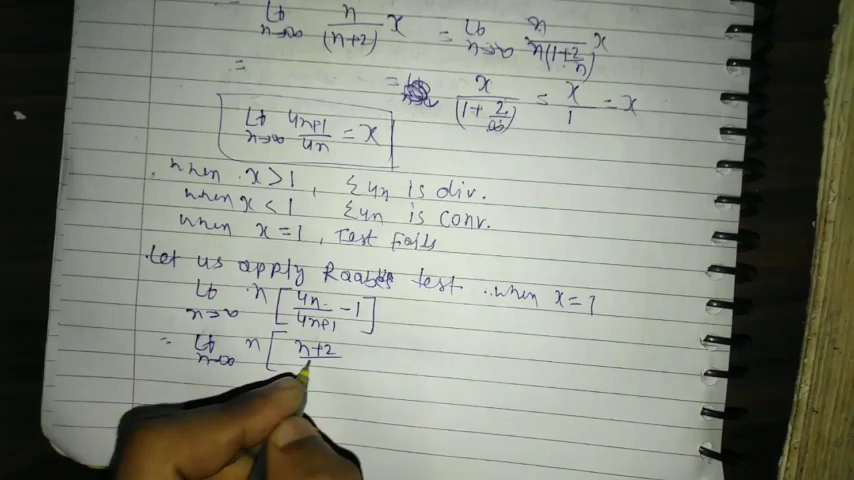 Lt n→∞ n/(n+2) x = Lt n→∞ n/n(1+2/n) x
= = x/(1+2/∞) = x/1 = x
Lt n→∞ un+1/un = x
when x>1, Σun is div.
when x<1 Σun is conv.
when x=1, Test fails
Let us apply Raabe's test when x=1
Lt n→∞ n[un/un+1 -1]
= Lt n→∞ n[n+2